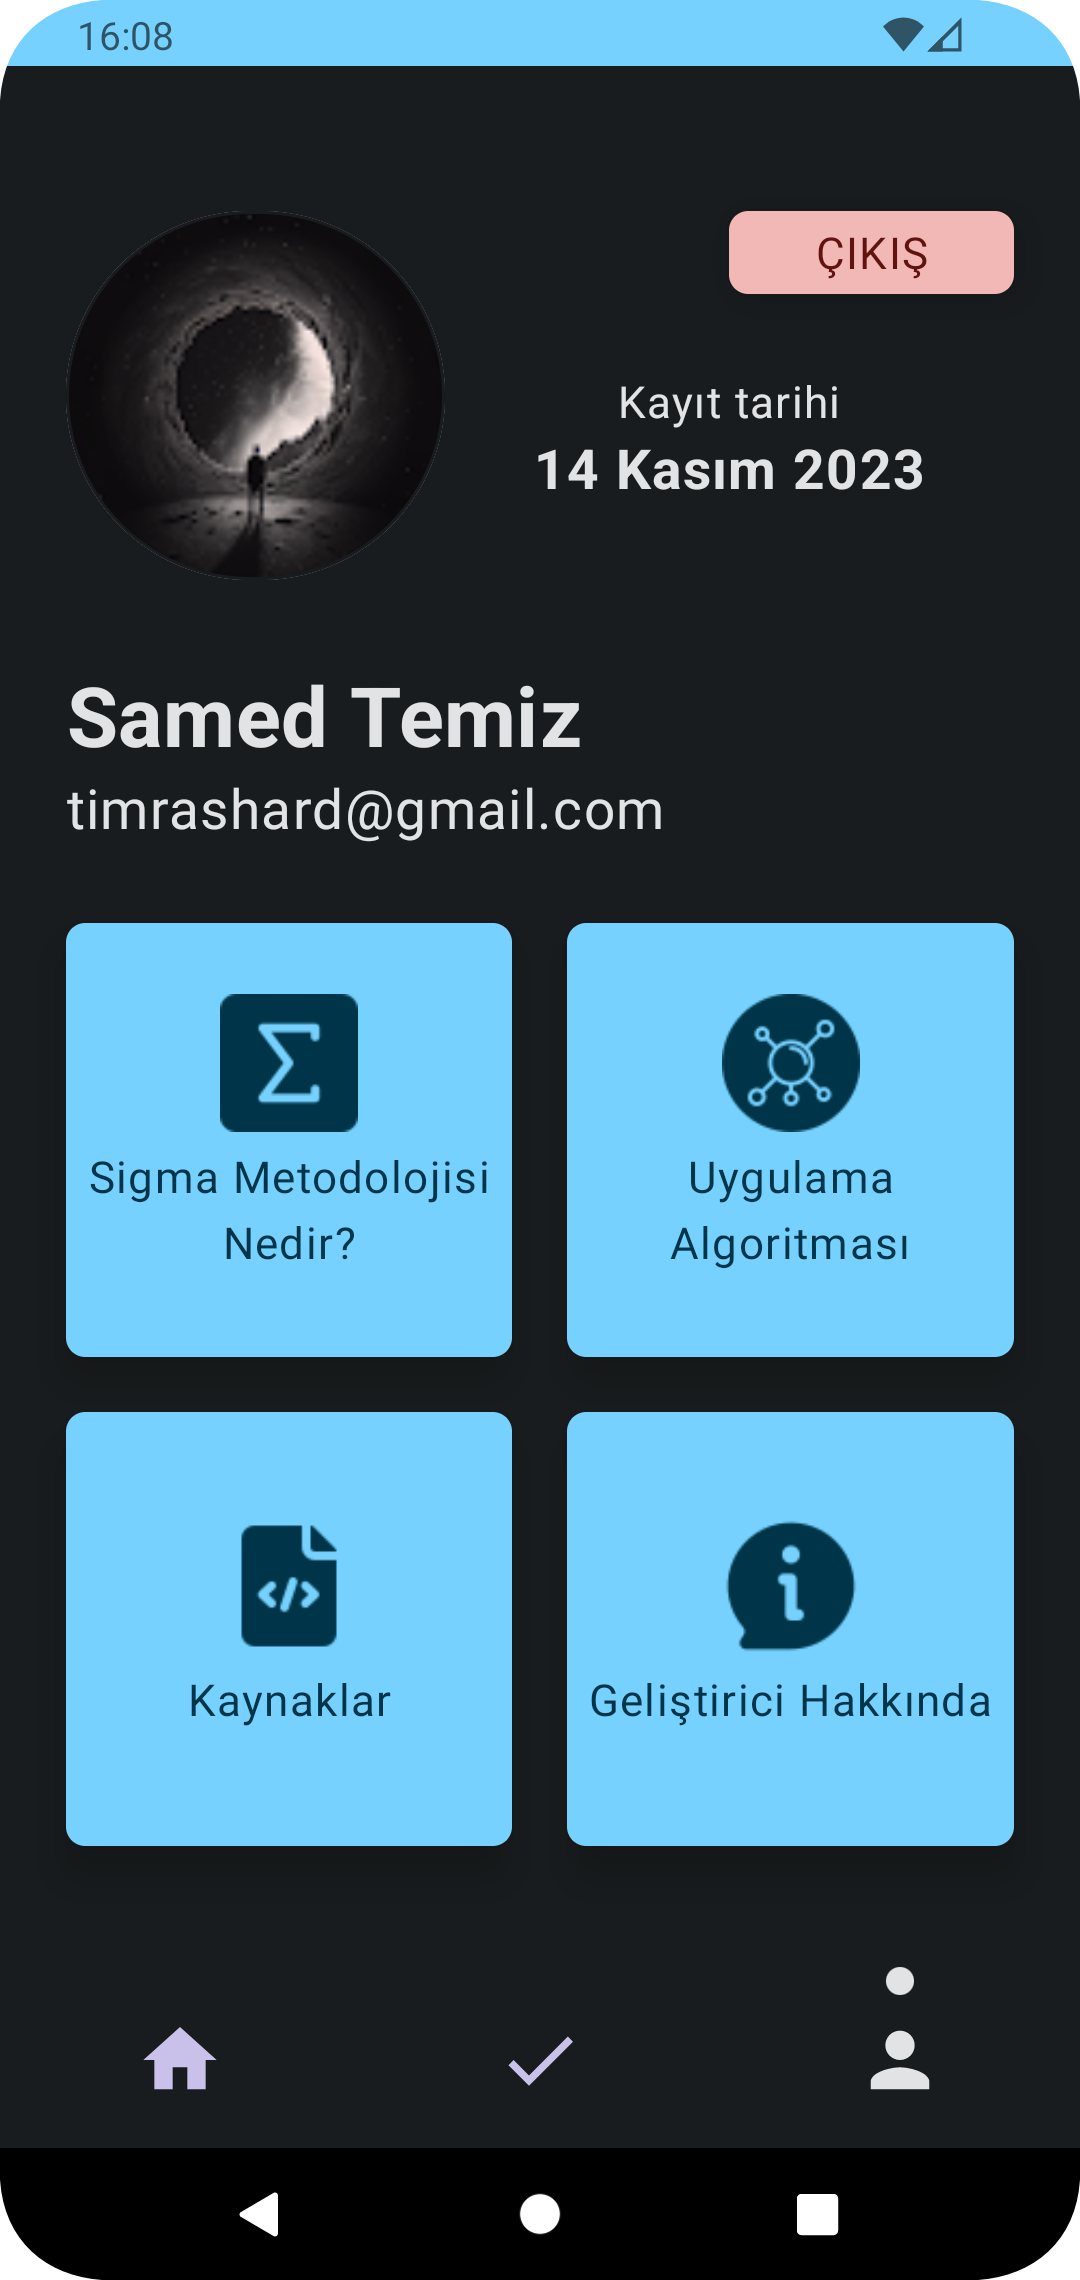 16:08
ÇIKIŞ
Kayıt tarihi
14 Kasım 2023
Samed Temiz
timrashard@gmail.com
Sigma Metodolojisi
Nedir?
Uygulama
Algoritması
Kaynaklar
Geliştirici Hakkında